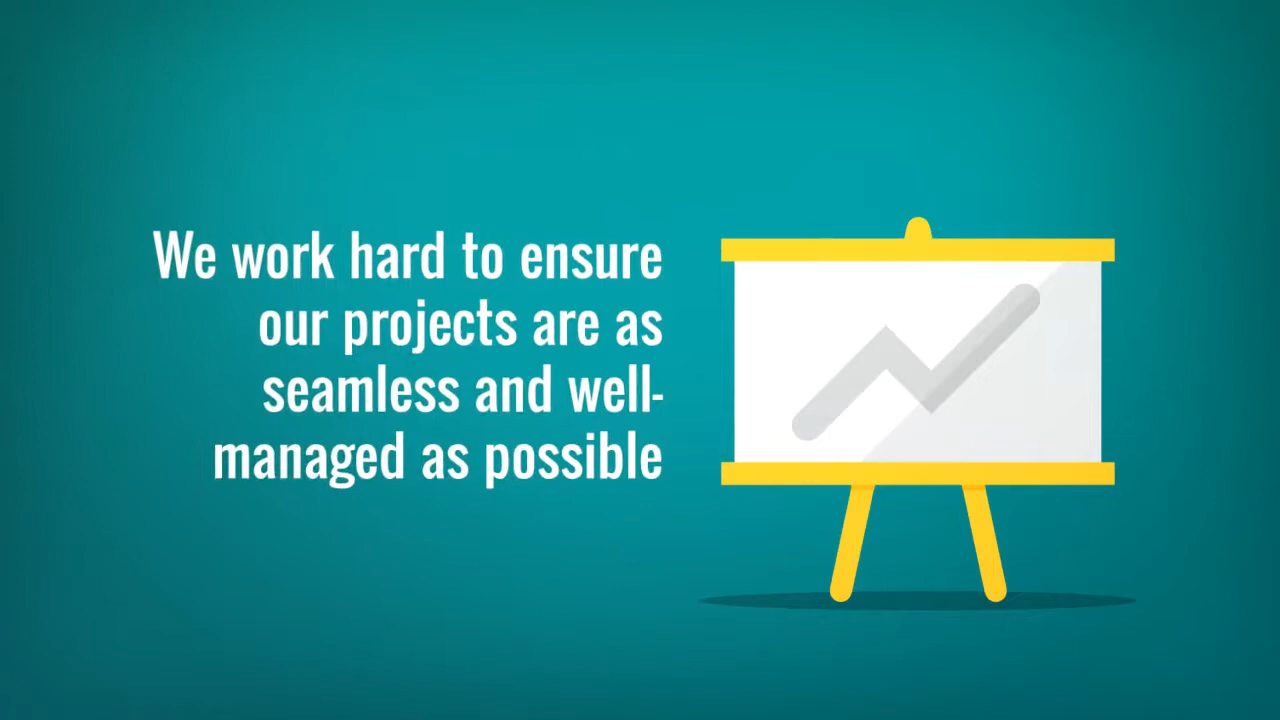 We work hard to ensure
our projects are as
seamless and well-
managed as possible